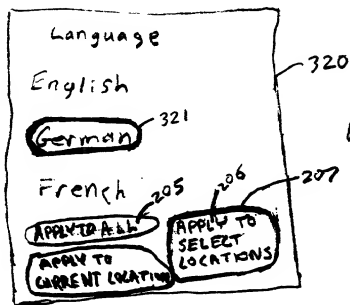 Language
320
English
German
321
French
205
206
207
APPLY TO ALL
APPLY TO
SELECT
LOCATIONS
APPLY TO
CURRENT LOCATION